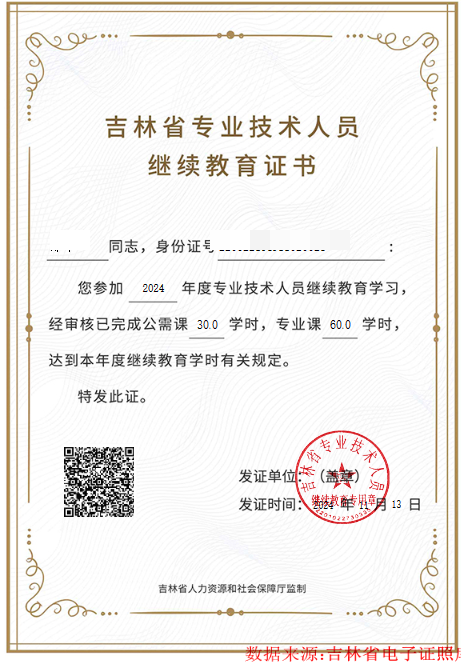 吉林省专业技术人员
继续教育证书
同志，身份证号 ：
您参加 2024 年度专业技术人员继续教育学习，
经审核已完成公需课 30.0 学时，专业课 60.0 学时，
达到本年度继续教育学时有关规定。
特发此证。
吉林省专业技术人员
继续教育专用章
发证单位：（盖章）
发证时间：2024 年 11 月 13 日
吉林省人力资源和社会保障厅监制
数据来源:吉林省电子证照库